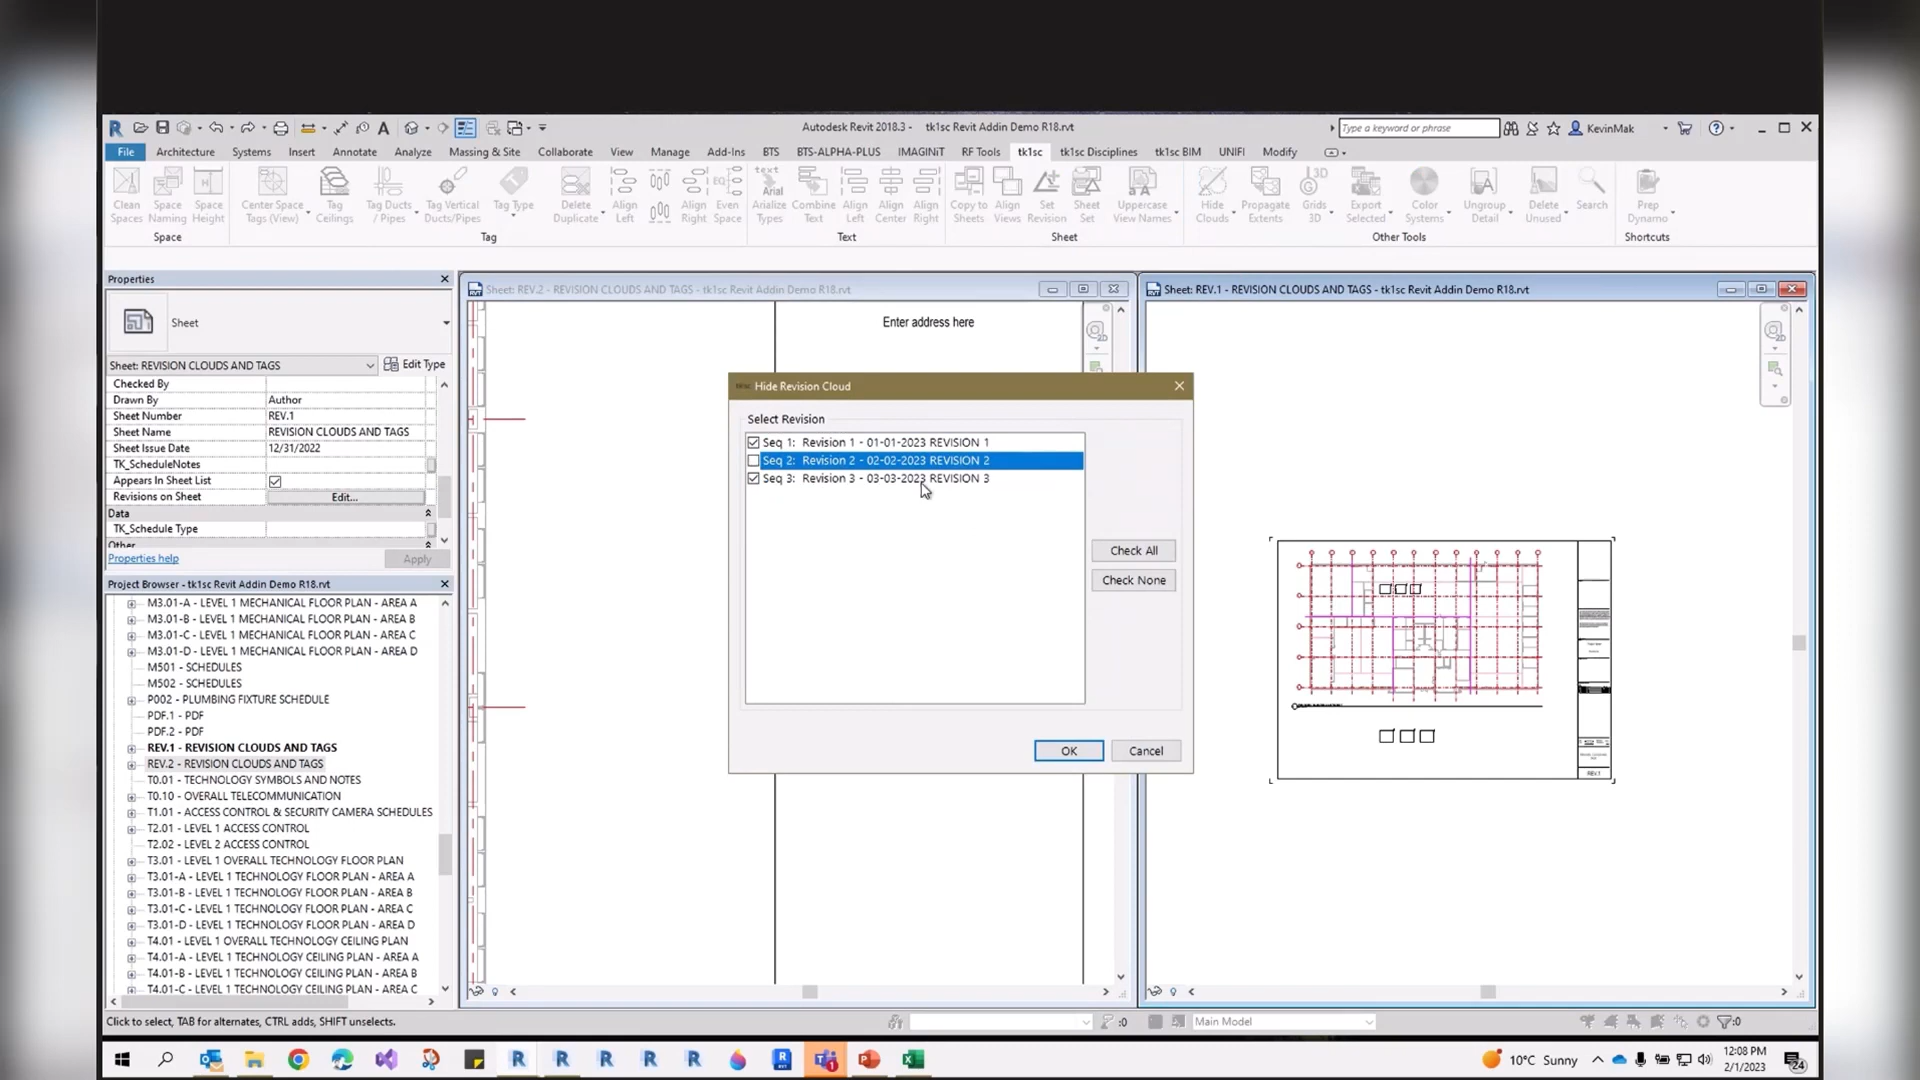 Autodesk Revit 2018.3 -    tk1sc Revit Addin Demo R18.rvt
Type a keyword or phrase
KevinMak
File Architecture Systems Insert Annotate Analyze Massing & Site Collaborate View Manage Add-Ins BTS BTS-ALPHA-PLUS IMAGINiT RF Tools tk1sc tk1sc Disciplines tk1sc BIM UNIFI Modify
Clean Spaces
Space Naming
Space Height
Center Space Tags (View)
Tag Ceilings
Tag Ducts / Pipes
Tag Vertical Ducts/Pipes
Tag Type
Delete Duplicate
Align Left
Align Right
Even Space
text Arial
Arialize Types
Combine Text
Align Left
Align Center
Align Right
Copy to Sheets
Align Views
Set Revision
Sheet Set
Uppercase View Names
Hide Clouds
Propagate Extents
Grids 3D
Export Selected
Color Systems
Ungroup Detail
Delete Unused
Search
Prep Dynamo
Space Tag Text Sheet Other Tools Shortcuts
Properties
Sheet
Sheet: REVISION CLOUDS AND TAGS
Edit Type
Checked By
Drawn By Author
Sheet Number REV.1
Sheet Name REVISION CLOUDS AND TAGS
Sheet Issue Date 12/31/2022
TK_ScheduleNotes
Appears In Sheet List
Revisions on Sheet Edit...
Data
TK_Schedule Type
Other
Properties help
Apply
Project Browser - tk1sc Revit Addin Demo R18.rvt
M3.01-A - LEVEL 1 MECHANICAL FLOOR PLAN - AREA A
M3.01-B - LEVEL 1 MECHANICAL FLOOR PLAN - AREA B
M3.01-C - LEVEL 1 MECHANICAL FLOOR PLAN - AREA C
M3.01-D - LEVEL 1 MECHANICAL FLOOR PLAN - AREA D
M501 - SCHEDULES
M502 - SCHEDULES
P002 - PLUMBING FIXTURE SCHEDULE
PDF.1 - PDF
PDF.2 - PDF
REV.1 - REVISION CLOUDS AND TAGS
REV.2 - REVISION CLOUDS AND TAGS
T0.01 - TECHNOLOGY SYMBOLS AND NOTES
T0.10 - OVERALL TELECOMMUNICATION
T1.01 - ACCESS CONTROL & SECURITY CAMERA SCHEDULES
T2.01 - LEVEL 1 ACCESS CONTROL
T2.02 - LEVEL 2 ACCESS CONTROL
T3.01 - LEVEL 1 OVERALL TECHNOLOGY FLOOR PLAN
T3.01-A - LEVEL 1 TECHNOLOGY FLOOR PLAN - AREA A
T3.01-B - LEVEL 1 TECHNOLOGY FLOOR PLAN - AREA B
T3.01-C - LEVEL 1 TECHNOLOGY FLOOR PLAN - AREA C
T3.01-D - LEVEL 1 TECHNOLOGY FLOOR PLAN - AREA D
T4.01 - LEVEL 1 OVERALL TECHNOLOGY CEILING PLAN
T4.01-A - LEVEL 1 TECHNOLOGY CEILING PLAN - AREA A
T4.01-B - LEVEL 1 TECHNOLOGY CEILING PLAN - AREA B
T4.01-C - LEVEL 1 TECHNOLOGY CEILING PLAN - AREA C
Sheet: REV.2 - REVISION CLOUDS AND TAGS - tk1sc Revit Addin Demo R18.rvt
Enter address here
Sheet: REV.1 - REVISION CLOUDS AND TAGS - tk1sc Revit Addin Demo R18.rvt
REV.1
Hide Revision Cloud
Select Revision
Seq 1:  Revision 1 - 01-01-2023 REVISION 1
Seq 2:  Revision 2 - 02-02-2023 REVISION 2
Seq 3:  Revision 3 - 03-03-2023 REVISION 3
Check All
Check None
OK
Cancel
Click to select, TAB for alternates, CTRL adds, SHIFT unselects.
:0
Main Model
:0
10°C Sunny
12:08 PM
2/1/2023
24